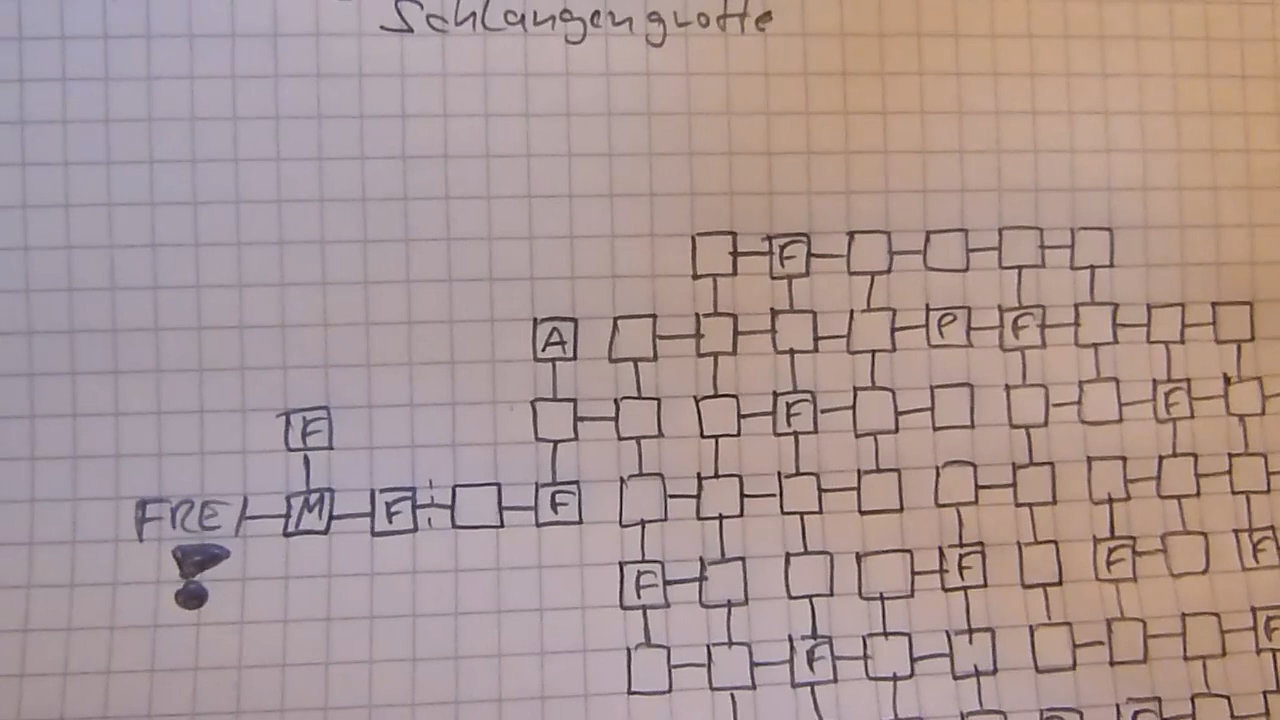 Schlangengrotte
F
A P F
F F
F
FREI M F F
F F F F
F F